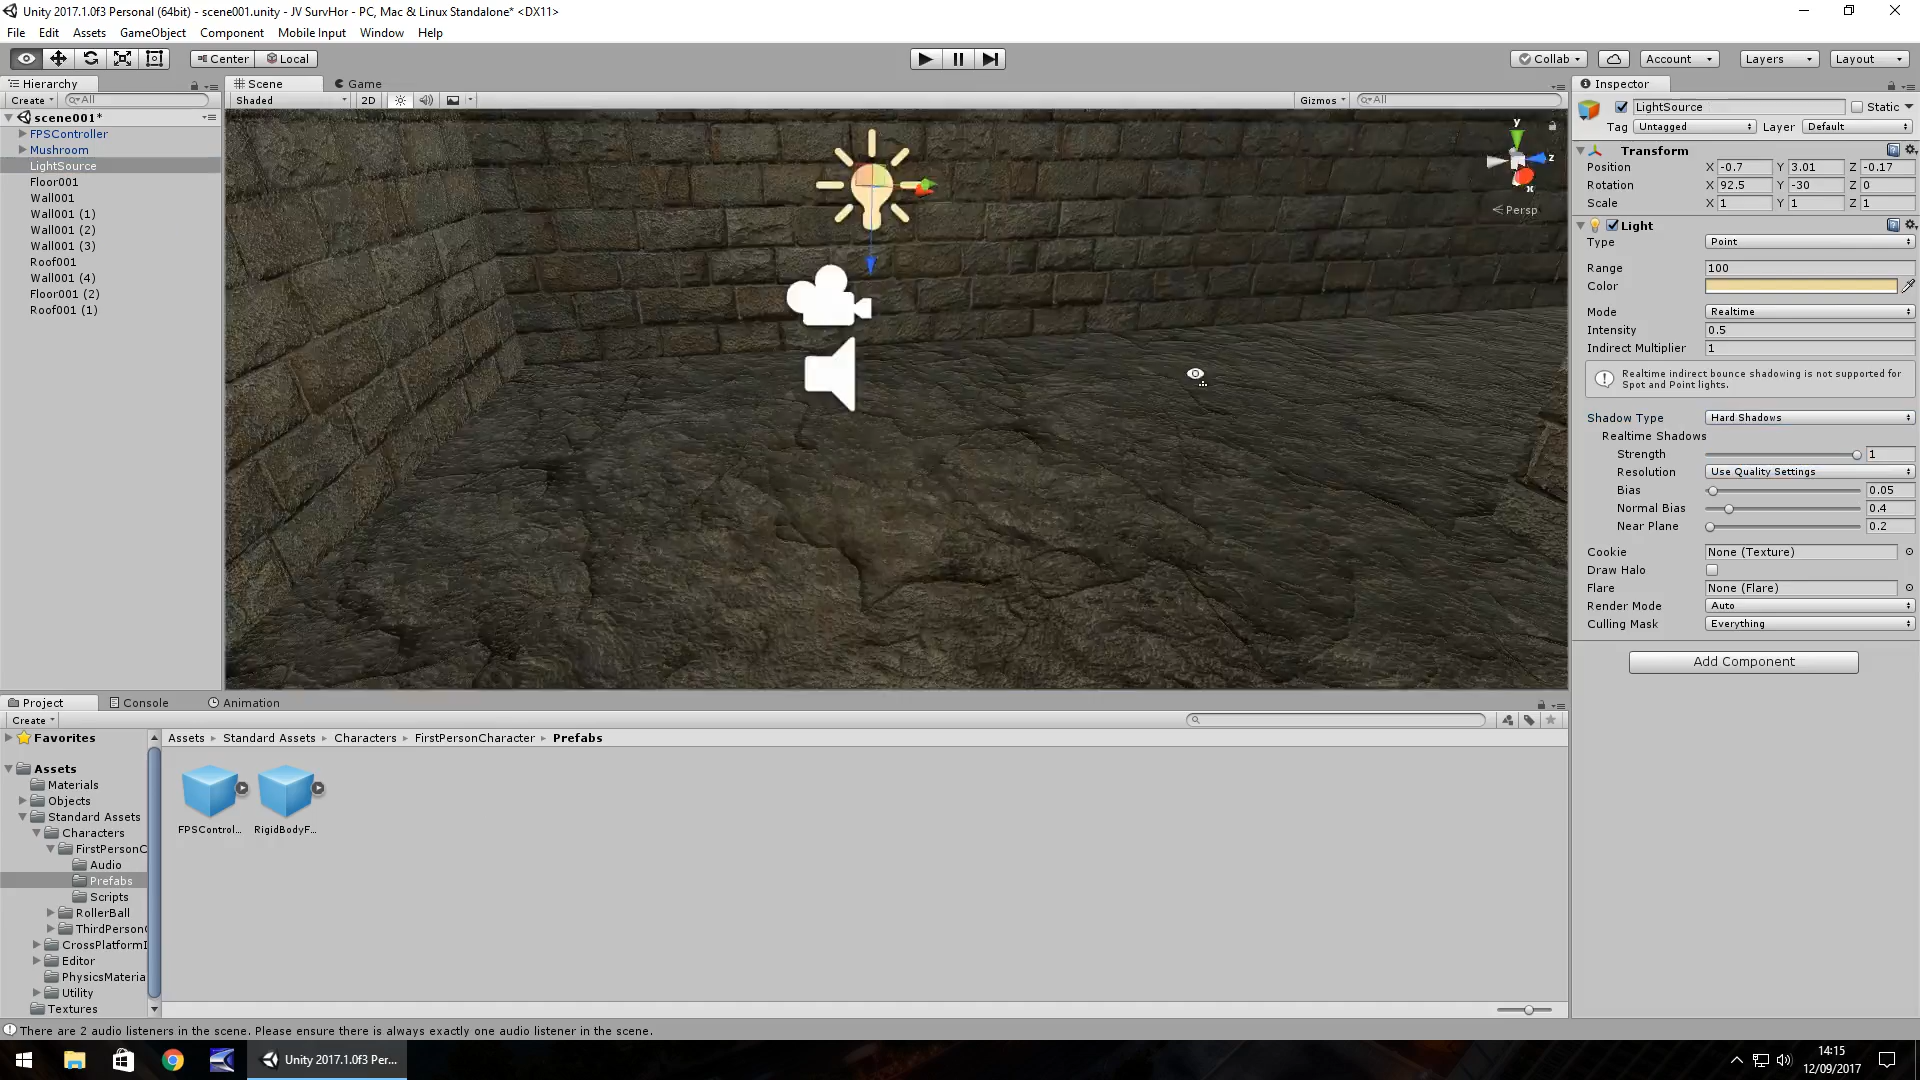 Unity 2017.1.0f3 Personal (64bit) - scene001.unity - JV SurvHor - PC, Mac & Linux Standalone* <DX11>
File Edit Assets GameObject Component Mobile Input Window Help
Center Local Collab Account Layers Layout
Hierarchy Scene Game Inspector
Create All Shaded 2D Gizmos All
LightSource Static
Tag Untagged Layer Default
scene001*
FPSController
Mushroom
LightSource
Floor001
Wall001
Wall001 (1)
Wall001 (2)
Wall001 (3)
Roof001
Wall001 (4)
Floor001 (2)
Roof001 (1)
y
z
x
Persp
Transform
Position X -0.7 Y 3.01 Z -0.17
Rotation X 92.5 Y -30 Z 0
Scale X 1 Y 1 Z 1
Light
Type Point
Range 100
Color
Mode Realtime
Intensity 0.5
Indirect Multiplier 1
Realtime indirect bounce shadowing is not supported for
Spot and Point lights.
Shadow Type Hard Shadows
Realtime Shadows
Strength 1
Resolution Use Quality Settings
Bias 0.05
Normal Bias 0.4
Near Plane 0.2
Cookie None (Texture)
Draw Halo
Flare None (Flare)
Render Mode Auto
Culling Mask Everything
Add Component
Project Console Animation
Create
Favorites
Assets
Materials
Objects
Standard Assets
Characters
FirstPersonC
Audio
Prefabs
Scripts
RollerBall
ThirdPersonC
CrossPlatformI
Editor
PhysicsMateria
Utility
Textures
Assets Standard Assets Characters FirstPersonCharacter Prefabs
FPSControl... RigidBodyF...
There are 2 audio listeners in the scene. Please ensure there is always exactly one audio listener in the scene.
Unity 2017.1.0f3 Per...
14:15
12/09/2017